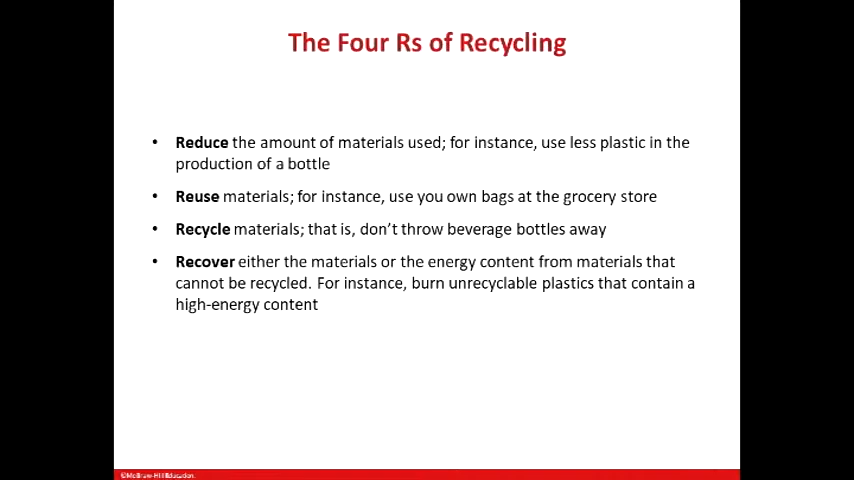 The Four Rs of Recycling
• Reduce the amount of materials used; for instance, use less plastic in the
production of a bottle
• Reuse materials; for instance, use you own bags at the grocery store
• Recycle materials; that is, don’t throw beverage bottles away
• Recover either the materials or the energy content from materials that
cannot be recycled. For instance, burn unrecyclable plastics that contain a
high-energy content
©McGraw-Hill Education.